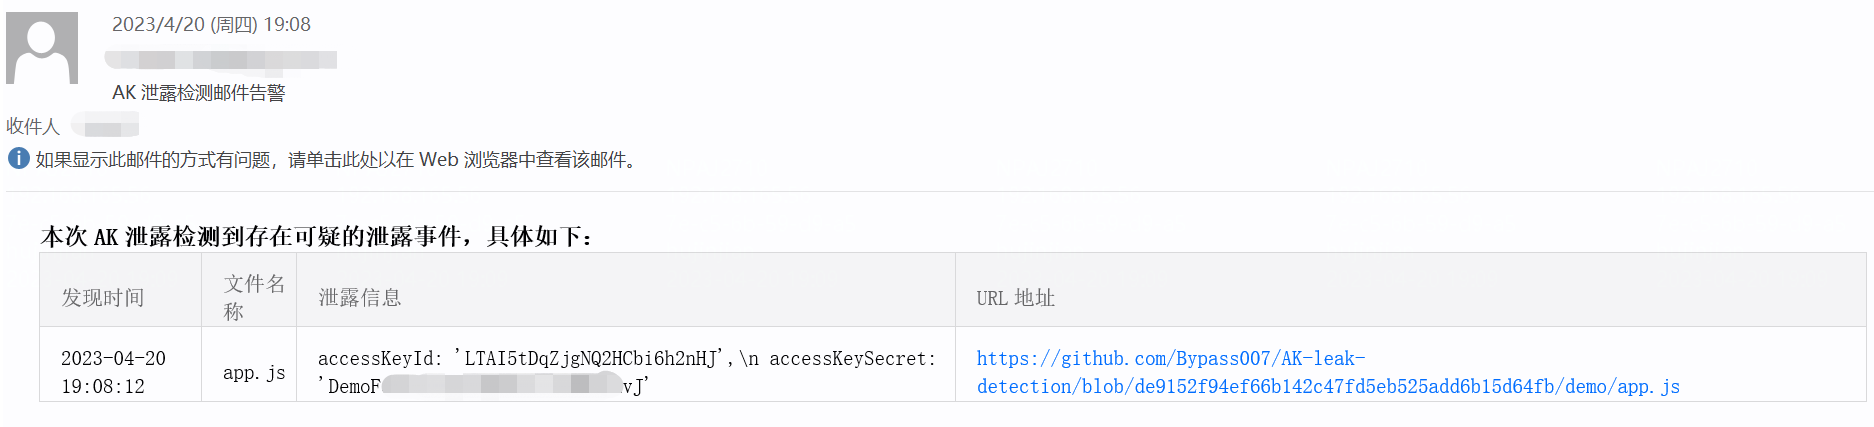 2023/4/20 (周四) 19:08
AK 泄露检测邮件告警
收件人
如果显示此邮件的方式有问题，请单击此处以在 Web 浏览器中查看该邮件。
本次 AK 泄露检测到存在可疑的泄露事件，具体如下：
发现时间
文件名
称
泄露信息
URL 地址
2023-04-20
19:08:12
app.js
accessKeyId: 'LTAI5tDqZjgNQ2HCbi6h2nHJ',\n accessKeySecret:
'DemoF vJ'
https://github.com/Bypass007/AK-leak-
detection/blob/de9152f94ef66b142c47fd5eb525add6b15d64fb/demo/app.js